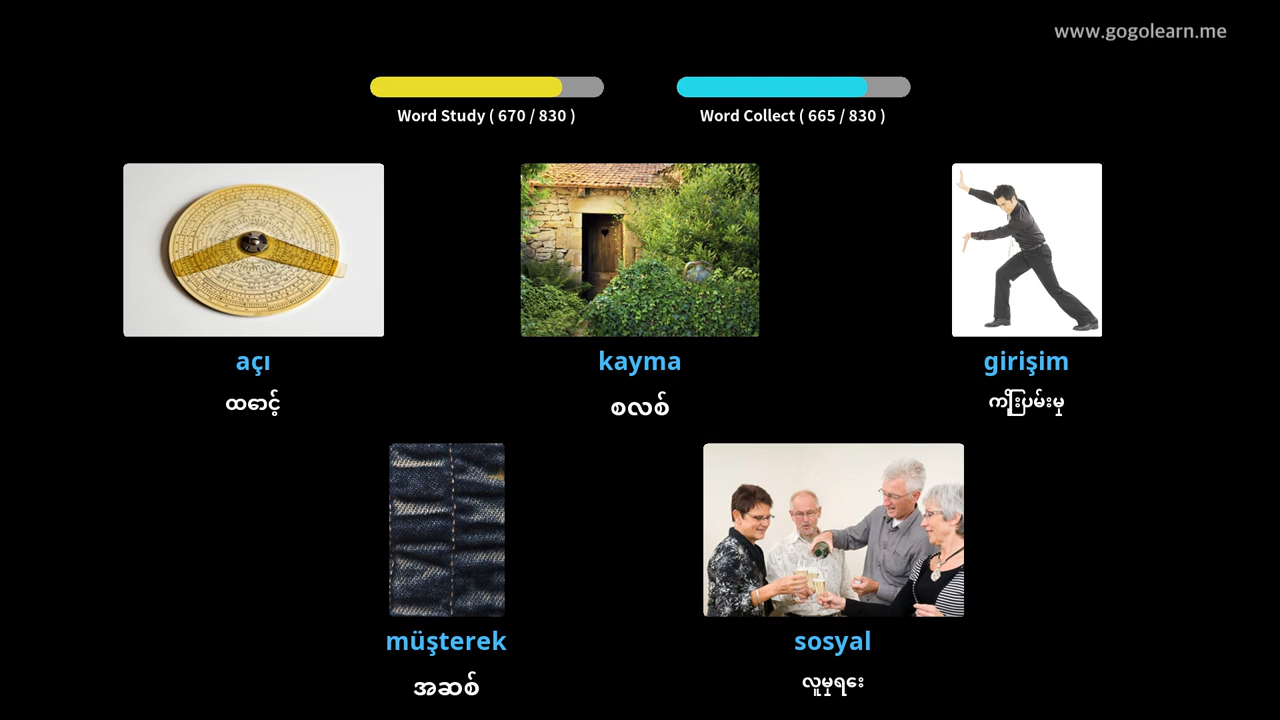 www.gogolearn.me
Word Study ( 670 / 830 )
Word Collect ( 665 / 830 )
açı
kayma
girişim
ထောင့်
စလစ်
ကြိုးပမ်းမှု
müşterek
sosyal
အဆစ်
လူမှုရေး